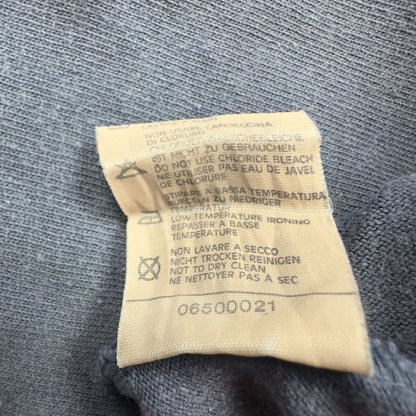 NON USARE CANDEGGINA
DI CLORURO
IST NICHT ZU GEBRAUCHEN
DO NOT USE CHLORIDE BLEACH
NE UTILISER PAS EAU DE JAVEL
DE CHLORURE
STIRARE A BASSA TEMPERATURA
BUEGELN ZU NIEDRIGER
TEMPERATUR
LOW TEMPERATURE IRONING
REPASSER A BASSE
TEMPERATURE
NON LAVARE A SECCO
NICHT TROCKEN REINIGEN
NOT TO DRY CLEAN
NE NETTOYER PAS A SEC
06500021